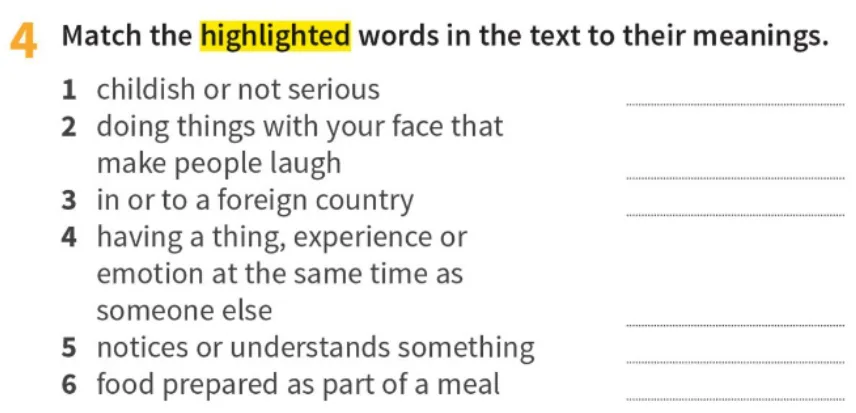 4 Match the highlighted words in the text to their meanings.
1 childish or not serious
2 doing things with your face that
make people laugh
3 in or to a foreign country
4 having a thing, experience or
emotion at the same time as
someone else
5 notices or understands something
6 food prepared as part of a meal